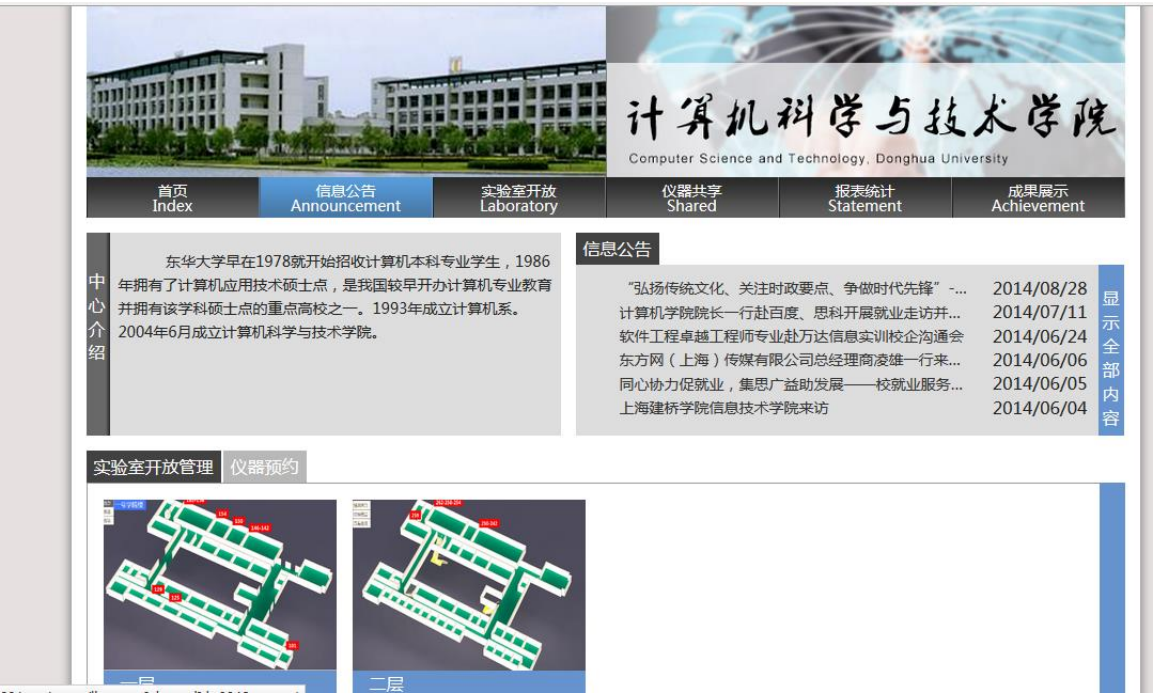 计算机科学与技术学院
Computer Science and Technology, Donghua University
首页
Index
信息公告
Announcement
实验室开放
Laboratory
仪器共享
Shared
报表统计
Statement
成果展示
Achievement
中心介绍
东华大学早在1978就开始招收计算机本科专业学生，1986
年拥有了计算机应用技术硕士点，是我国较早开办计算机专业教育
并拥有该学科硕士点的重点高校之一。1993年成立计算机系。
2004年6月成立计算机科学与技术学院。
信息公告
“弘扬传统文化、关注时政要点、争做时代先锋”-... 2014/08/28
计算机学院院长一行赴百度、思科开展就业走访并... 2014/07/11
软件工程卓越工程师专业赴万达信息实训校企沟通会 2014/06/24
东方网（上海）传媒有限公司总经理商凌雄一行来... 2014/06/06
同心协力促就业，集思广益助发展——校就业服务... 2014/06/05
上海建桥学院信息技术学院来访 2014/06/04
显示全部内容
实验室开放管理
仪器预约
一层
二层